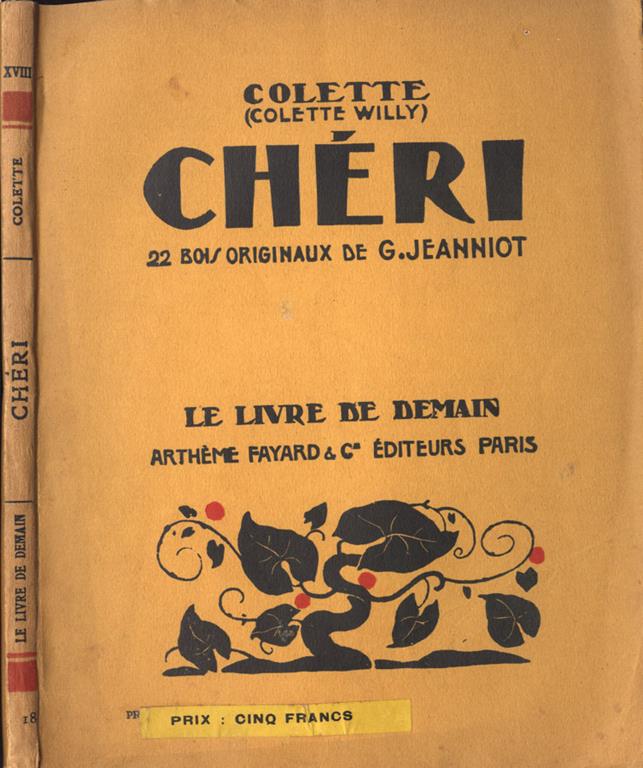 XVIII
COLETTE
CHÉRI
LE LIVRE DE DEMAIN
18
COLETTE
(COLETTE WILLY)
CHÉRI
22 BOIS ORIGINAUX DE G. JEANNIOT
LE LIVRE DE DEMAIN
ARTHÈME FAYARD & Cie ÉDITEURS PARIS
PR
PRIX : CINQ FRANCS